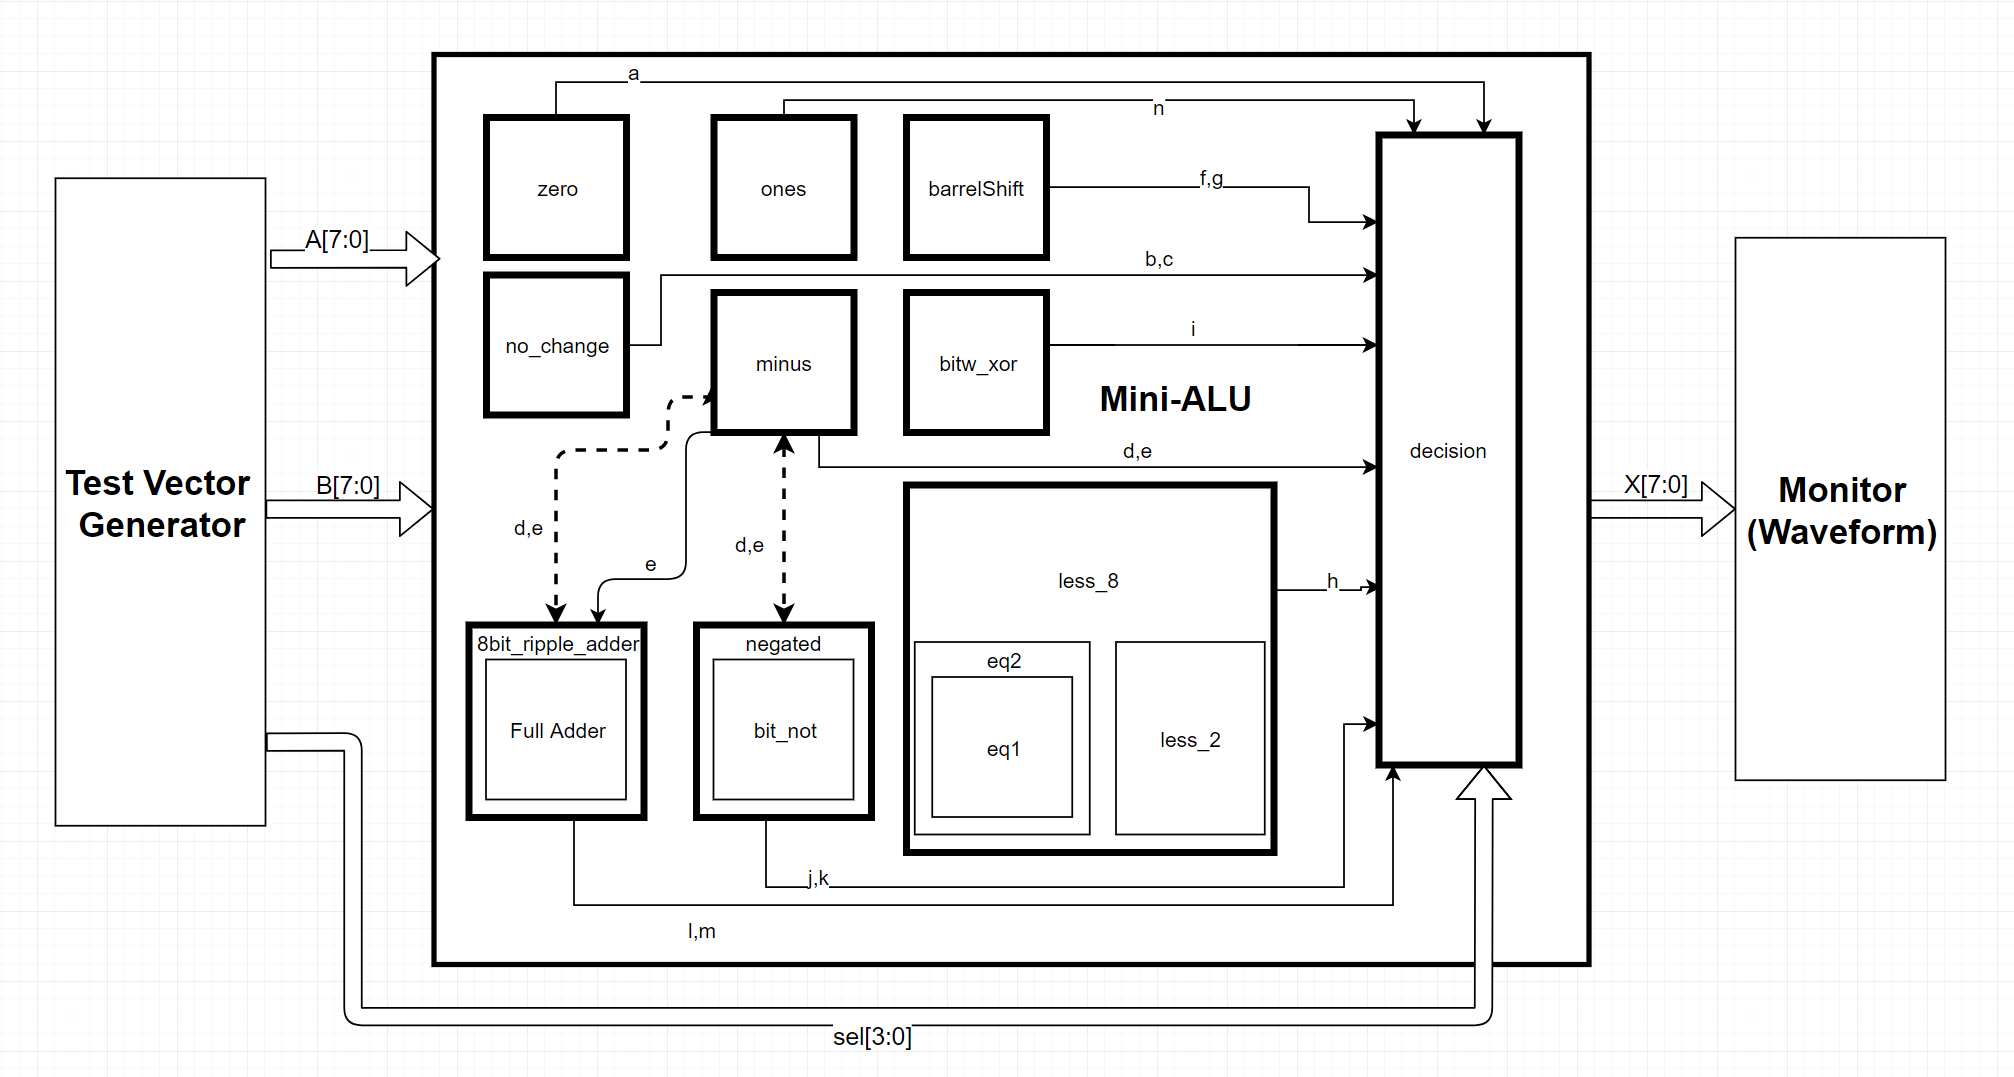 a
n
zero
ones
barrelShift
f,g
A[7:0]
b,c
no_change
minus
bitw_xor
i
Mini-ALU
decision
d,e
Test Vector
Generator
B[7:0]
X[7:0]
Monitor
(Waveform)
d,e
e
d,e
less_8
h
8bit_ripple_adder
Full Adder
negated
bit_not
eq2
eq1
less_2
j,k
l,m
sel[3:0]